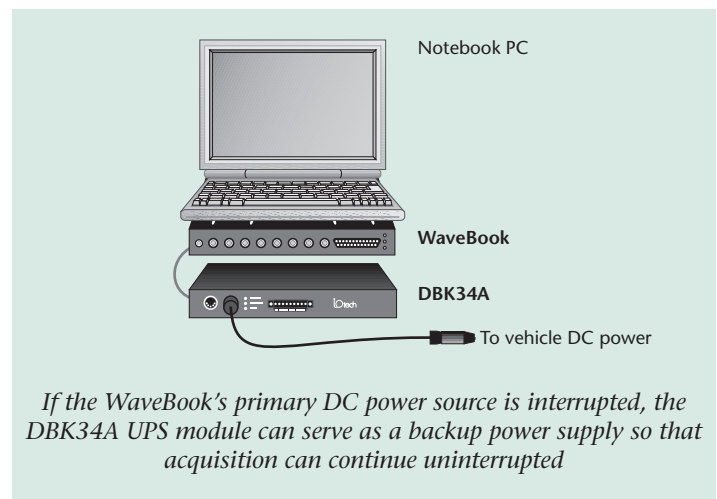 Notebook PC
WaveBook
DBK34A
iOtech
To vehicle DC power
If the WaveBook's primary DC power source is interrupted, the
DBK34A UPS module can serve as a backup power supply so that
acquisition can continue uninterrupted